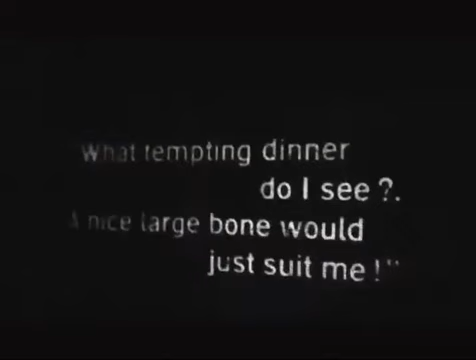 What tempting dinner
do I see ?.
A nice large bone would
just suit me ! "